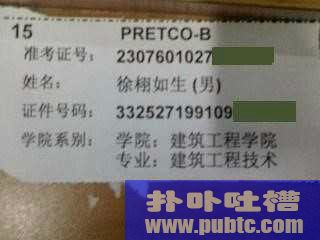 15 PRETCO-B
准考证号: 2307601027
姓名: 徐栩如生 (男)
证件号码: 332527199109
学院系别: 学院: 建筑工程学院
专业: 建筑工程技术
扑卟吐槽
www.pubtc.com